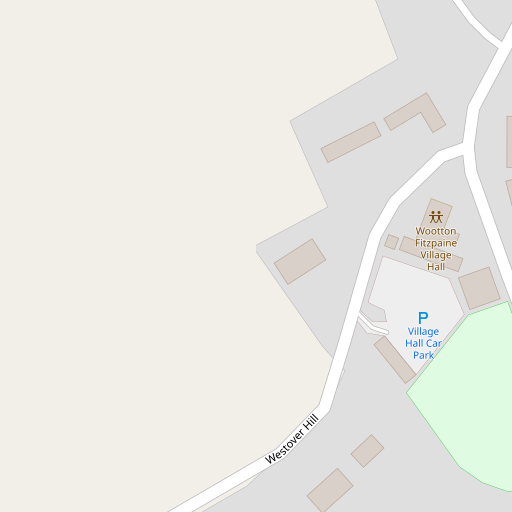 Wootton
Fitzpaine
Village
Hall
P
Village
Hall Car
Park
Westover Hill